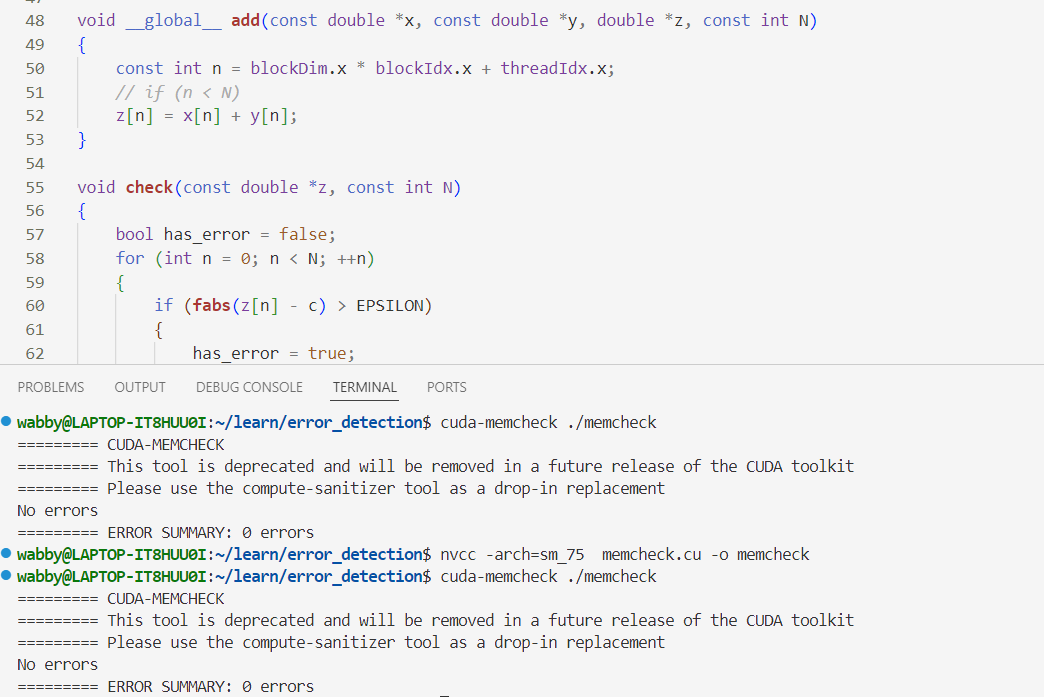 48 void __global__ add(const double *x, const double *y, double *z, const int N)
49 {
50 const int n = blockDim.x * blockIdx.x + threadIdx.x;
51 // if (n < N)
52 z[n] = x[n] + y[n];
53 }
54
55 void check(const double *z, const int N)
56 {
57 bool has_error = false;
58 for (int n = 0; n < N; ++n)
59 {
60 if (fabs(z[n] - c) > EPSILON)
61 {
62 has_error = true;
PROBLEMS OUTPUT DEBUG CONSOLE TERMINAL PORTS
wabby@LAPTOP-IT8HUU0I:~/learn/error_detection$ cuda-memcheck ./memcheck
========= CUDA-MEMCHECK
========= This tool is deprecated and will be removed in a future release of the CUDA toolkit
========= Please use the compute-sanitizer tool as a drop-in replacement
No errors
========= ERROR SUMMARY: 0 errors
wabby@LAPTOP-IT8HUU0I:~/learn/error_detection$ nvcc -arch=sm_75  memcheck.cu -o memcheck
wabby@LAPTOP-IT8HUU0I:~/learn/error_detection$ cuda-memcheck ./memcheck
========= CUDA-MEMCHECK
========= This tool is deprecated and will be removed in a future release of the CUDA toolkit
========= Please use the compute-sanitizer tool as a drop-in replacement
No errors
========= ERROR SUMMARY: 0 errors